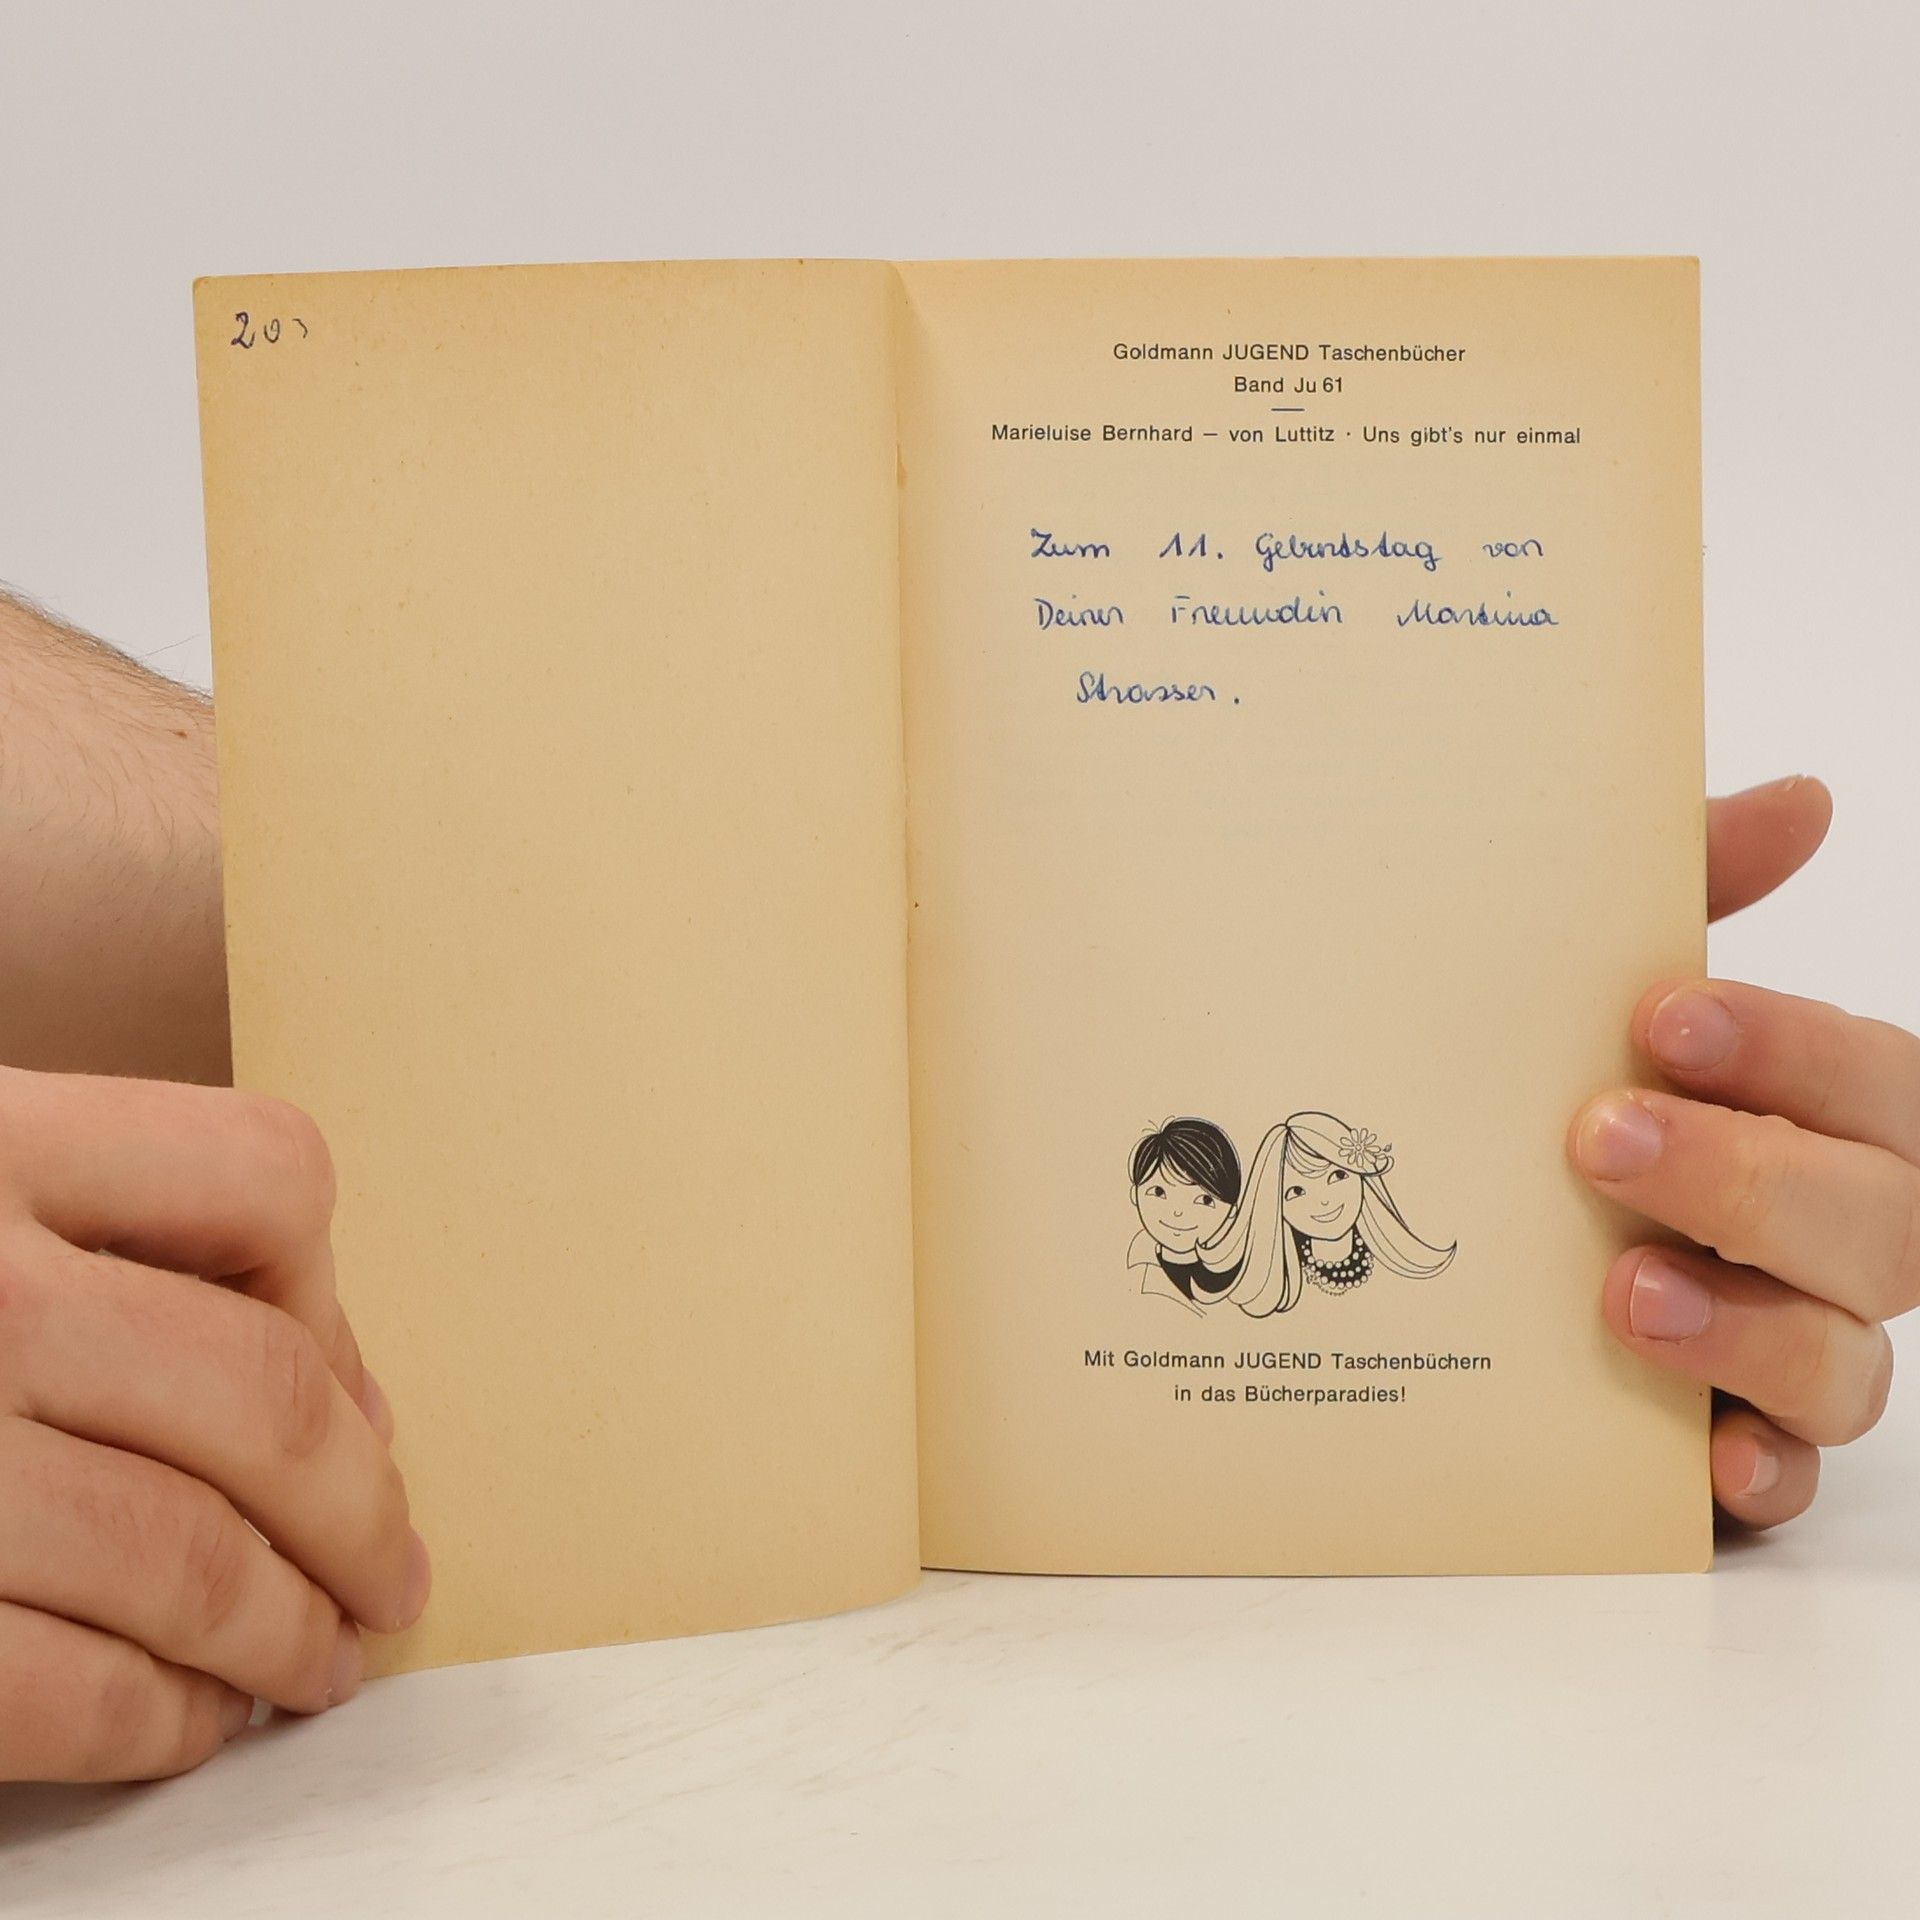 Goldmann JUGEND Taschenbücher
Band Ju 61
Marieluise Bernhard – von Luttitz · Uns gibt's nur einmal
Zum 11. Geburtstag von
Deiner Freundin Martina
Strasser.
Mit Goldmann JUGEND Taschenbüchern
in das Bücherparadies!